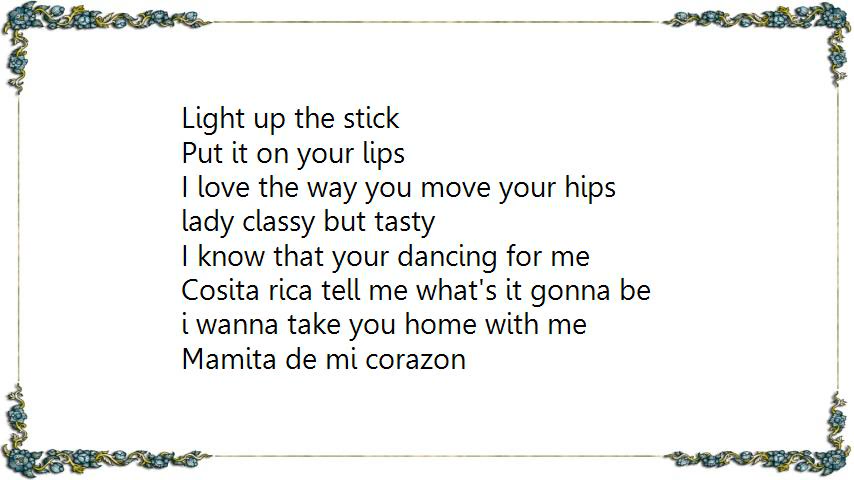 Light up the stick
Put it on your lips
I love the way you move your hips
lady classy but tasty
I know that your dancing for me
Cosita rica tell me what's it gonna be
i wanna take you home with me
Mamita de mi corazon